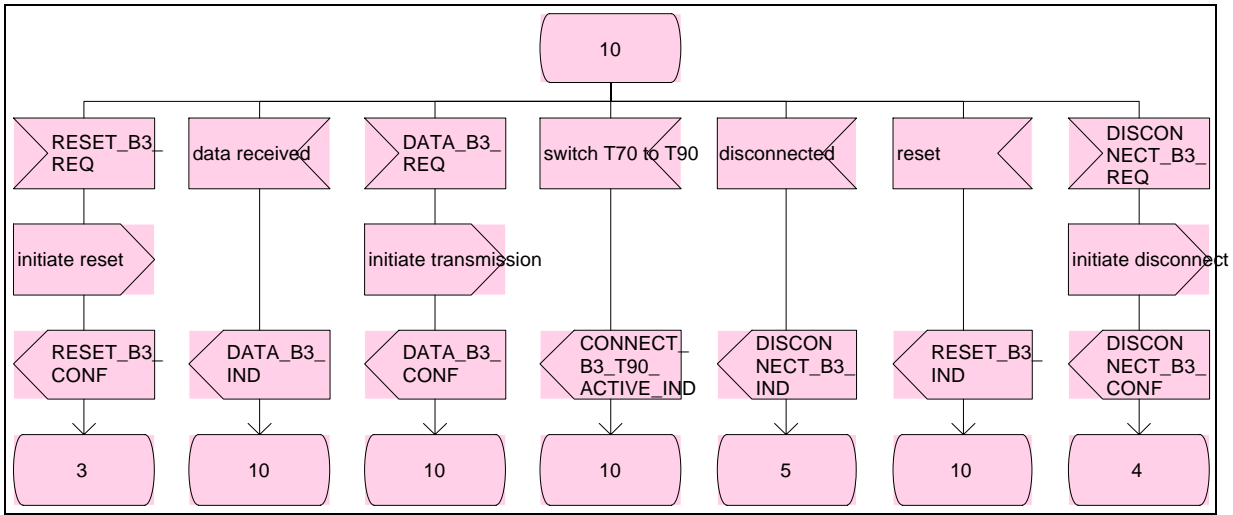 10
RESET_B3_
REQ
data received
DATA_B3_
REQ
switch T70 to T90
disconnected
reset
DISCON
NECT_B3_
REQ
initiate reset
initiate transmission
initiate disconnect
RESET_B3_
CONF
DATA_B3_
IND
DATA_B3_
CONF
CONNECT_
B3_T90_
ACTIVE_IND
DISCON
NECT_B3_
IND
RESET_B3_
IND
DISCON
NECT_B3_
CONF
3
10
10
10
5
10
4